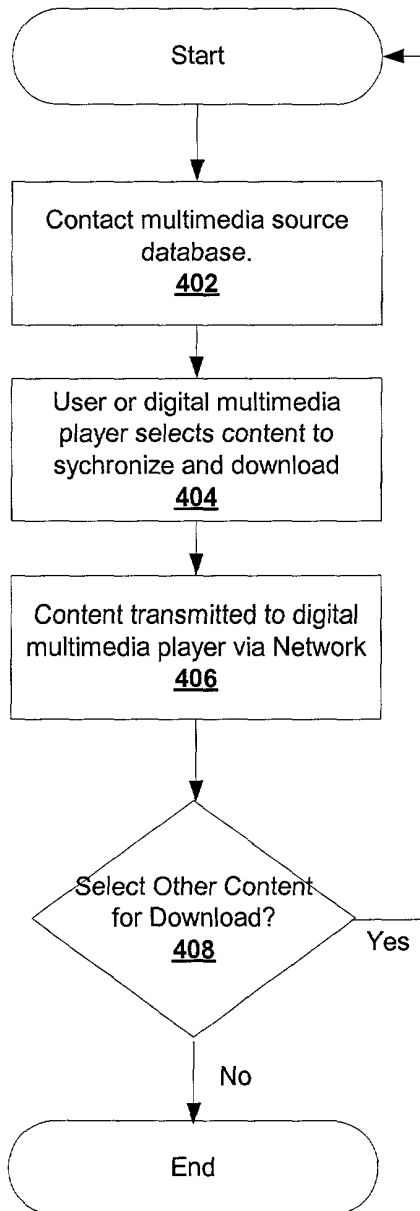 Start
Contact multimedia source
database.
402
User or digital multimedia
player selects content to
sychronize and download
404
Content transmitted to digital
multimedia player via Network
406
Select Other Content
for Download?
408
Yes
No
End